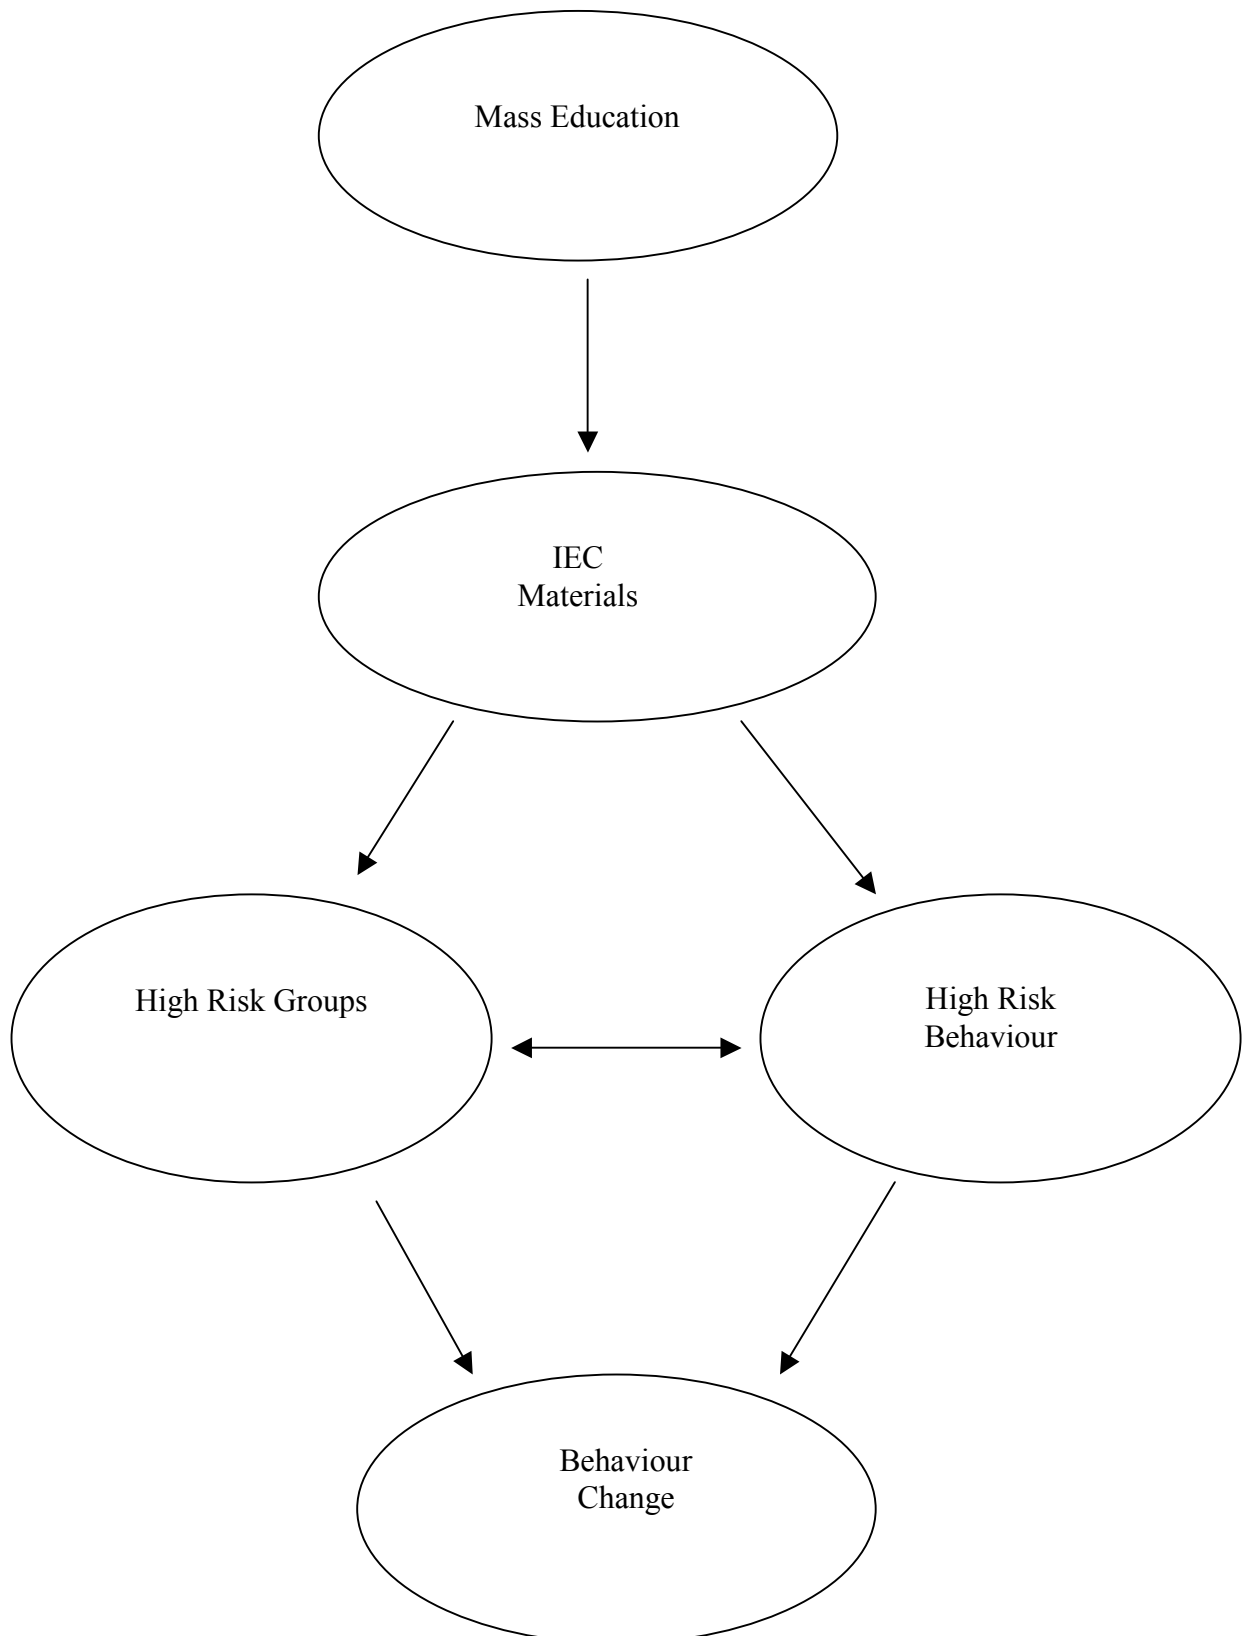 Mass Education
IEC
Materials
High Risk Groups
High Risk
Behaviour
Behaviour
Change